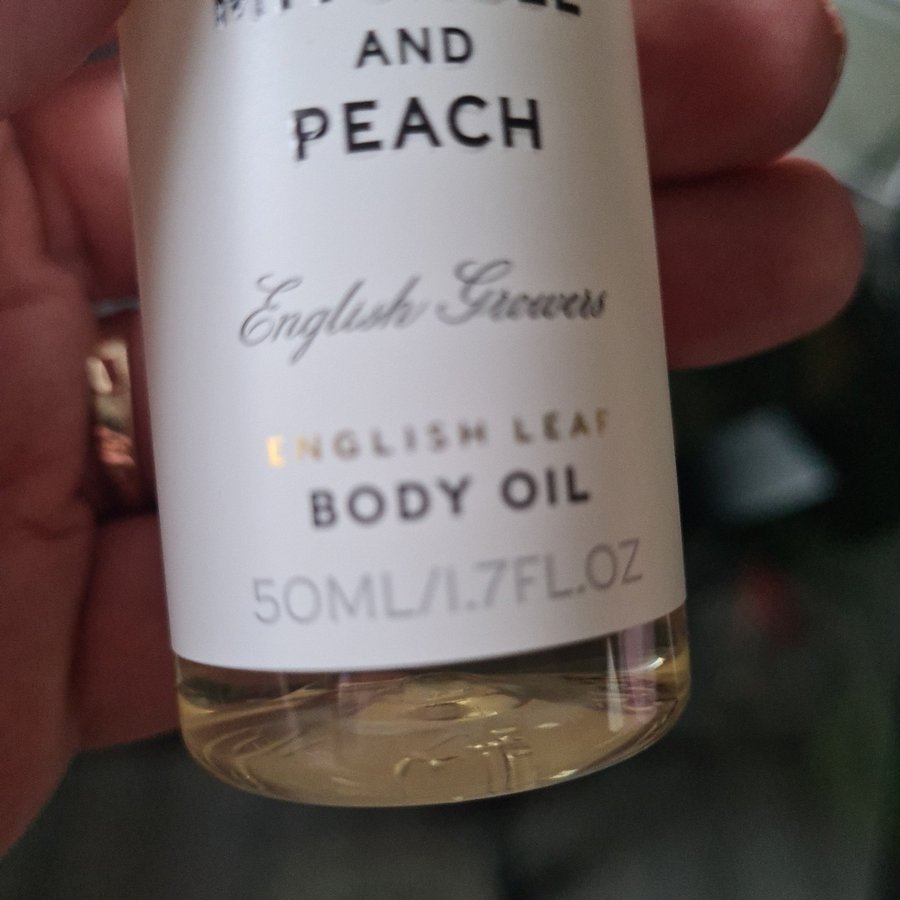 AND
PEACH
English Growers
ENGLISH LEAF
BODY OIL
50ML/1.7FL.OZ